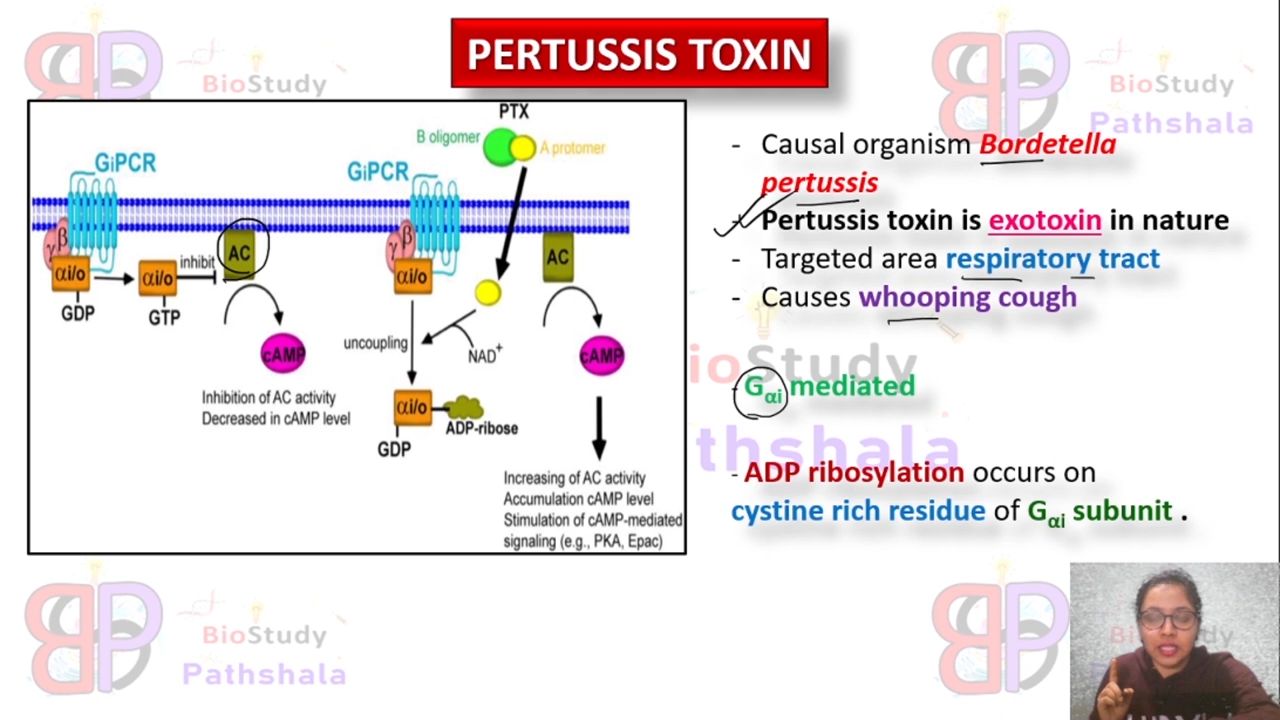 PERTUSSIS TOXIN
BioStudy
BioStudy
Pathshala
PTX
B oligomer
A protomer
GiPCR
GiPCR
γ β
αi/o
GDP
αi/o
GTP
inhibit
AC
cAMP
Inhibition of AC activity
Decreased in cAMP level
γ β
αi/o
AC
uncoupling
NAD+
cAMP
αi/o
GDP
ADP-ribose
Increasing of AC activity
Accumulation cAMP level
Stimulation of cAMP-mediated
signaling (e.g., PKA, Epac)
- Causal organism Bordetella
pertussis
- Pertussis toxin is exotoxin in nature
- Targeted area respiratory tract
- Causes whooping cough
ioStudy
- Gαi mediated
thshala
- ADP ribosylation occurs on
cystine rich residue of Gαi subunit .
BioStudy
Pathshala